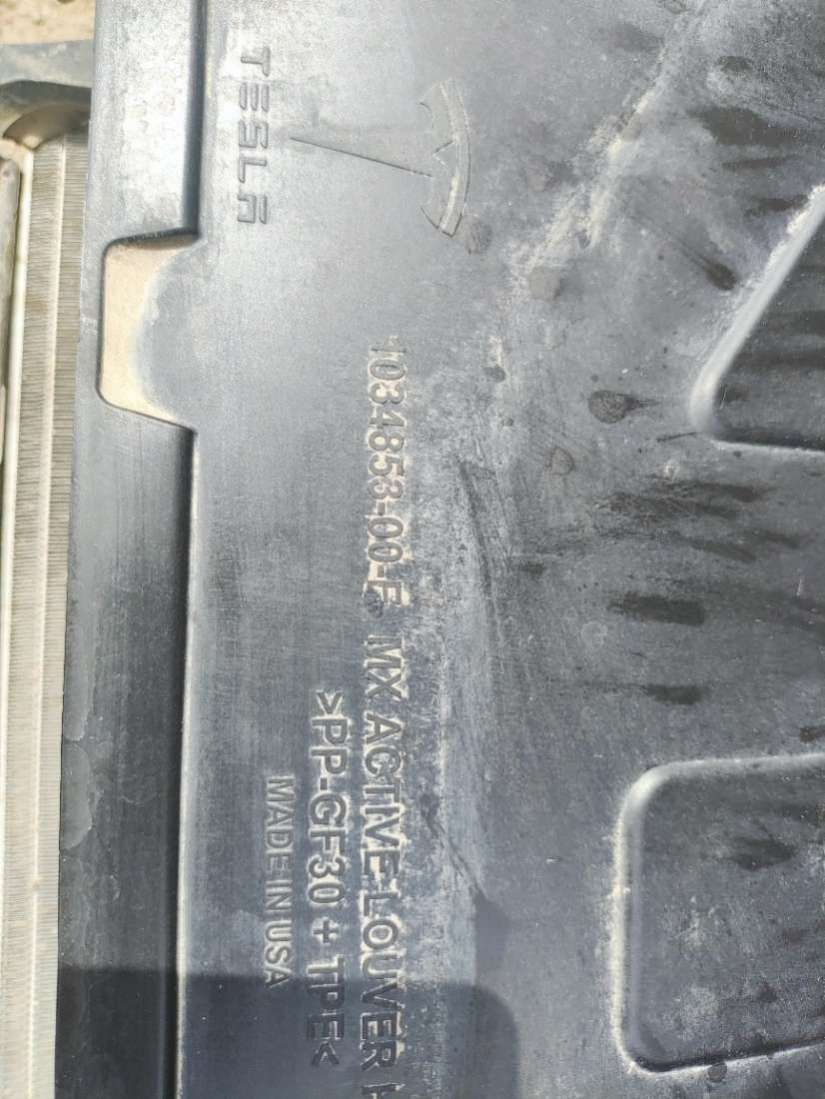 TESLA
1034853-00-F MX ACTIVE LOUVER
>PP-GF30 + TPE<
MADE IN USA